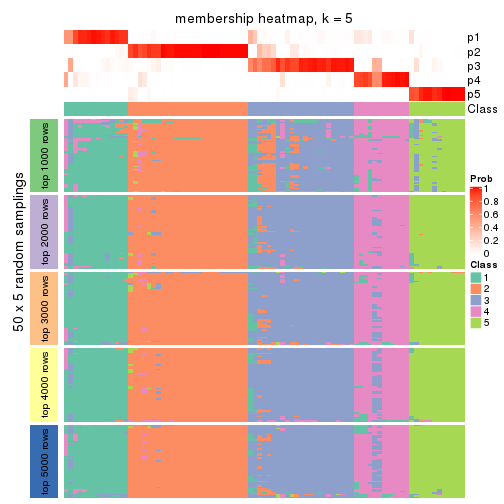 membership heatmap, k = 5
p1
p2
p3
p4
p5
Class
50 x 5 random samplings
top 1000 rows
top 2000 rows
top 3000 rows
top 4000 rows
top 5000 rows
Prob
1
0.8
0.6
0.4
0.2
0
Class
1
2
3
4
5